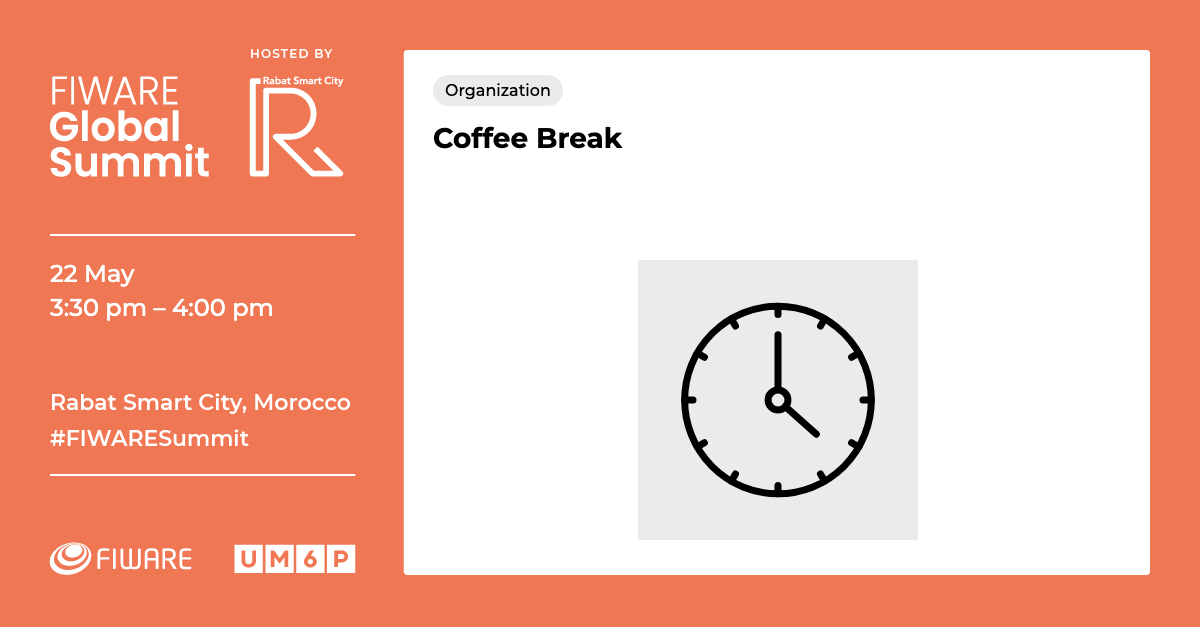 HOSTED BY
FIWARE
Global
Summit
Rabat Smart City
R
22 May
3:30 pm – 4:00 pm
Rabat Smart City, Morocco
#FIWARESummit
FIWARE
UM6P
Organization
Coffee Break